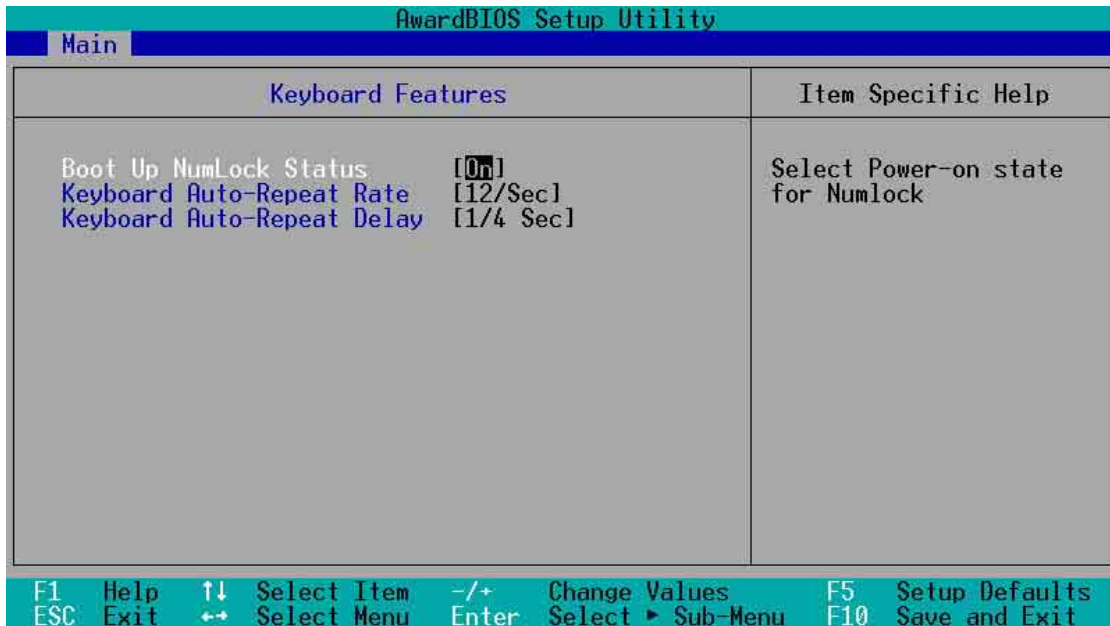 AwardBIOS Setup Utility
Main
Keyboard Features
Item Specific Help
Boot Up NumLock Status [On]
Keyboard Auto-Repeat Rate [12/Sec]
Keyboard Auto-Repeat Delay [1/4 Sec]
Select Power-on state
for Numlock
F1 Help ↑↓ Select Item -/+ Change Values F5 Setup Defaults
ESC Exit ←→ Select Menu Enter Select ► Sub-Menu F10 Save and Exit